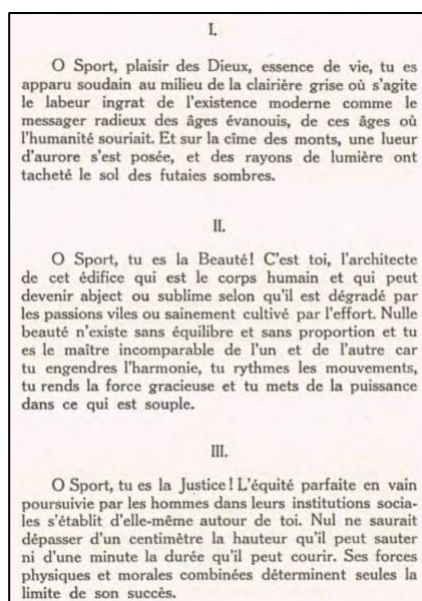 I.
O Sport, plaisir des Dieux, essence de vie, tu es
apparu soudain au milieu de la clairière grise où s'agite
le labeur ingrat de l'existence moderne comme le
messager radieux des âges évanouis, de ces âges où
l'humanité souriait. Et sur la cîme des monts, une lueur
d'aurore s'est posée, et des rayons de lumière ont
tacheté le sol des futaies sombres.
II.
O Sport, tu es la Beauté! C'est toi, l'architecte
de cet édifice qui est le corps humain et qui peut
devenir abject ou sublime selon qu'il est dégradé par
les passions viles ou sainement cultivé par l'effort. Nulle
beauté n'existe sans équilibre et sans proportion et tu
es le maître incomparable de l'un et de l'autre car
tu engendres l'harmonie, tu rythmes les mouvements,
tu rends la force gracieuse et tu mets de la puissance
dans ce qui est souple.
III.
O Sport, tu es la Justice! L'équité parfaite en vain
poursuivie par les hommes dans leurs institutions socia-
les s'établit d'elle-même autour de toi. Nul ne saurait
dépasser d'un centimètre la hauteur qu'il peut sauter
ni d'une minute la durée qu'il peut courir. Ses forces
physiques et morales combinées déterminent seules la
limite de son succès.